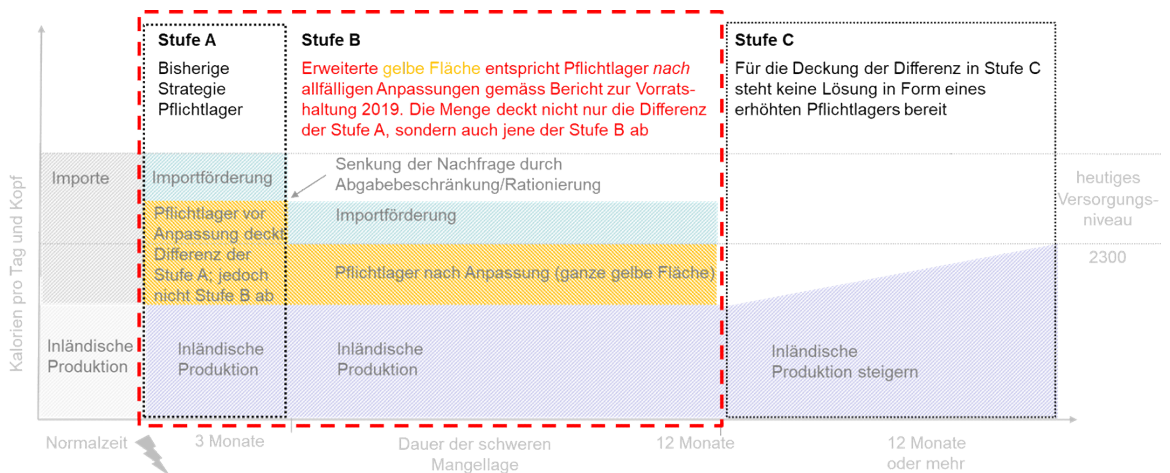 Stufe A
Bisherige
Strategie
Pflichtlager
Stufe B
Erweiterte gelbe Fläche entspricht Pflichtlager nach
allfälligen Anpassungen gemäss Bericht zur Vorrats-
haltung 2019. Die Menge deckt nicht nur die Differenz
der Stufe A, sondern auch jene der Stufe B ab
Stufe C
Für die Deckung der Differenz in Stufe C
steht keine Lösung in Form eines
erhöhten Pflichtlagers bereit
Kalorien pro Tag und Kopf
Importe
Importförderung
Senkung der Nachfrage durch
Abgabebeschränkung/Rationierung
Importförderung
heutiges
Versorgungs-
niveau
2300
Pflichtlager vor
Anpassung deckt
Differenz der
Stufe A; jedoch
nicht Stufe B ab
Pflichtlager nach Anpassung (ganze gelbe Fläche)
Inländische
Produktion
Inländische
Produktion
Inländische
Produktion
Inländische
Produktion steigern
Normalzeit
3 Monate
Dauer der schweren
Mangellage
12 Monate
12 Monate
oder mehr